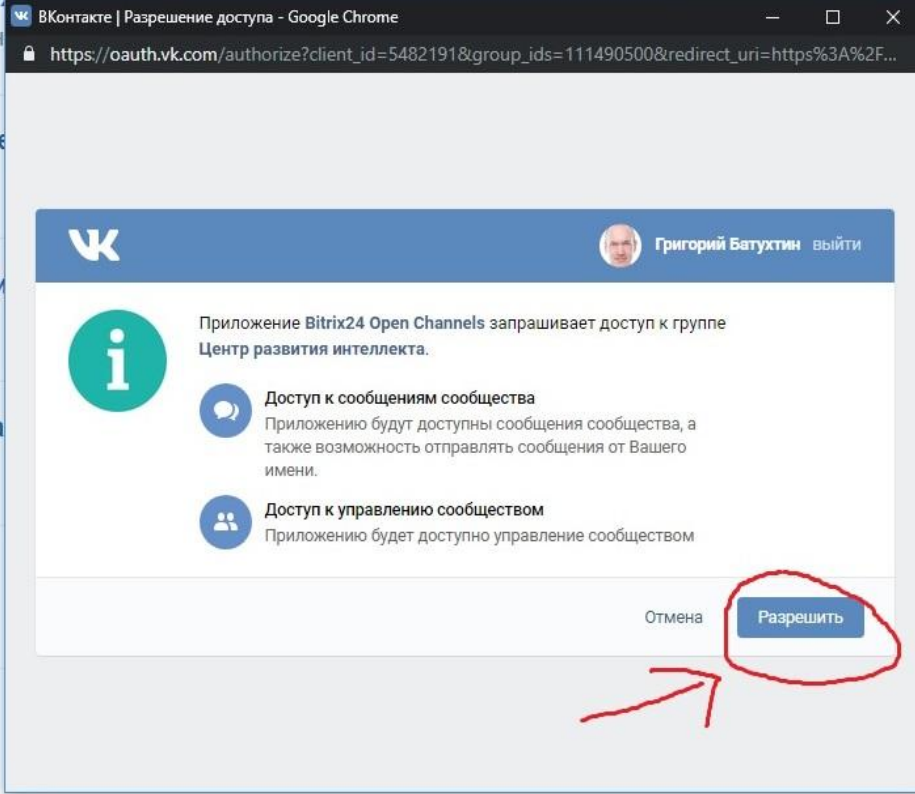 ВКонтакте | Разрешение доступа - Google Chrome
https://oauth.vk.com/authorize?client_id=5482191&group_ids=111490500&redirect_uri=https%3A%2F...
Григорий Батухтин выйти
Приложение Bitrix24 Open Channels запрашивает доступ к группе
Центр развития интеллекта.
Доступ к сообщениям сообщества
Приложению будут доступны сообщения сообщества, а
также возможность отправлять сообщения от Вашего
имени.
Доступ к управлению сообществом
Приложению будет доступно управление сообществом
Отмена Разрешить